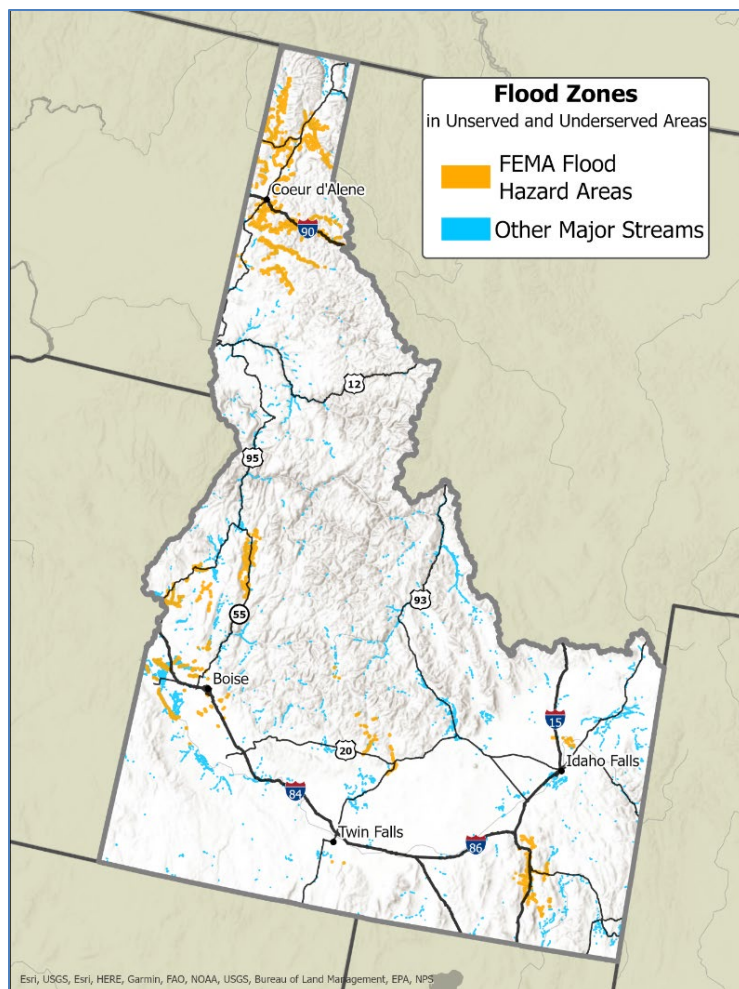 Flood Zones
in Unserved and Underserved Areas
FEMA Flood
Hazard Areas
Other Major Streams
Coeur d'Alene
90
12
95
93
55
Boise
15
20
Idaho Falls
84
Twin Falls
86
Esri, USGS, Esri, HERE, Garmin, FAO, NOAA, USGS, Bureau of Land Management, EPA, NPS